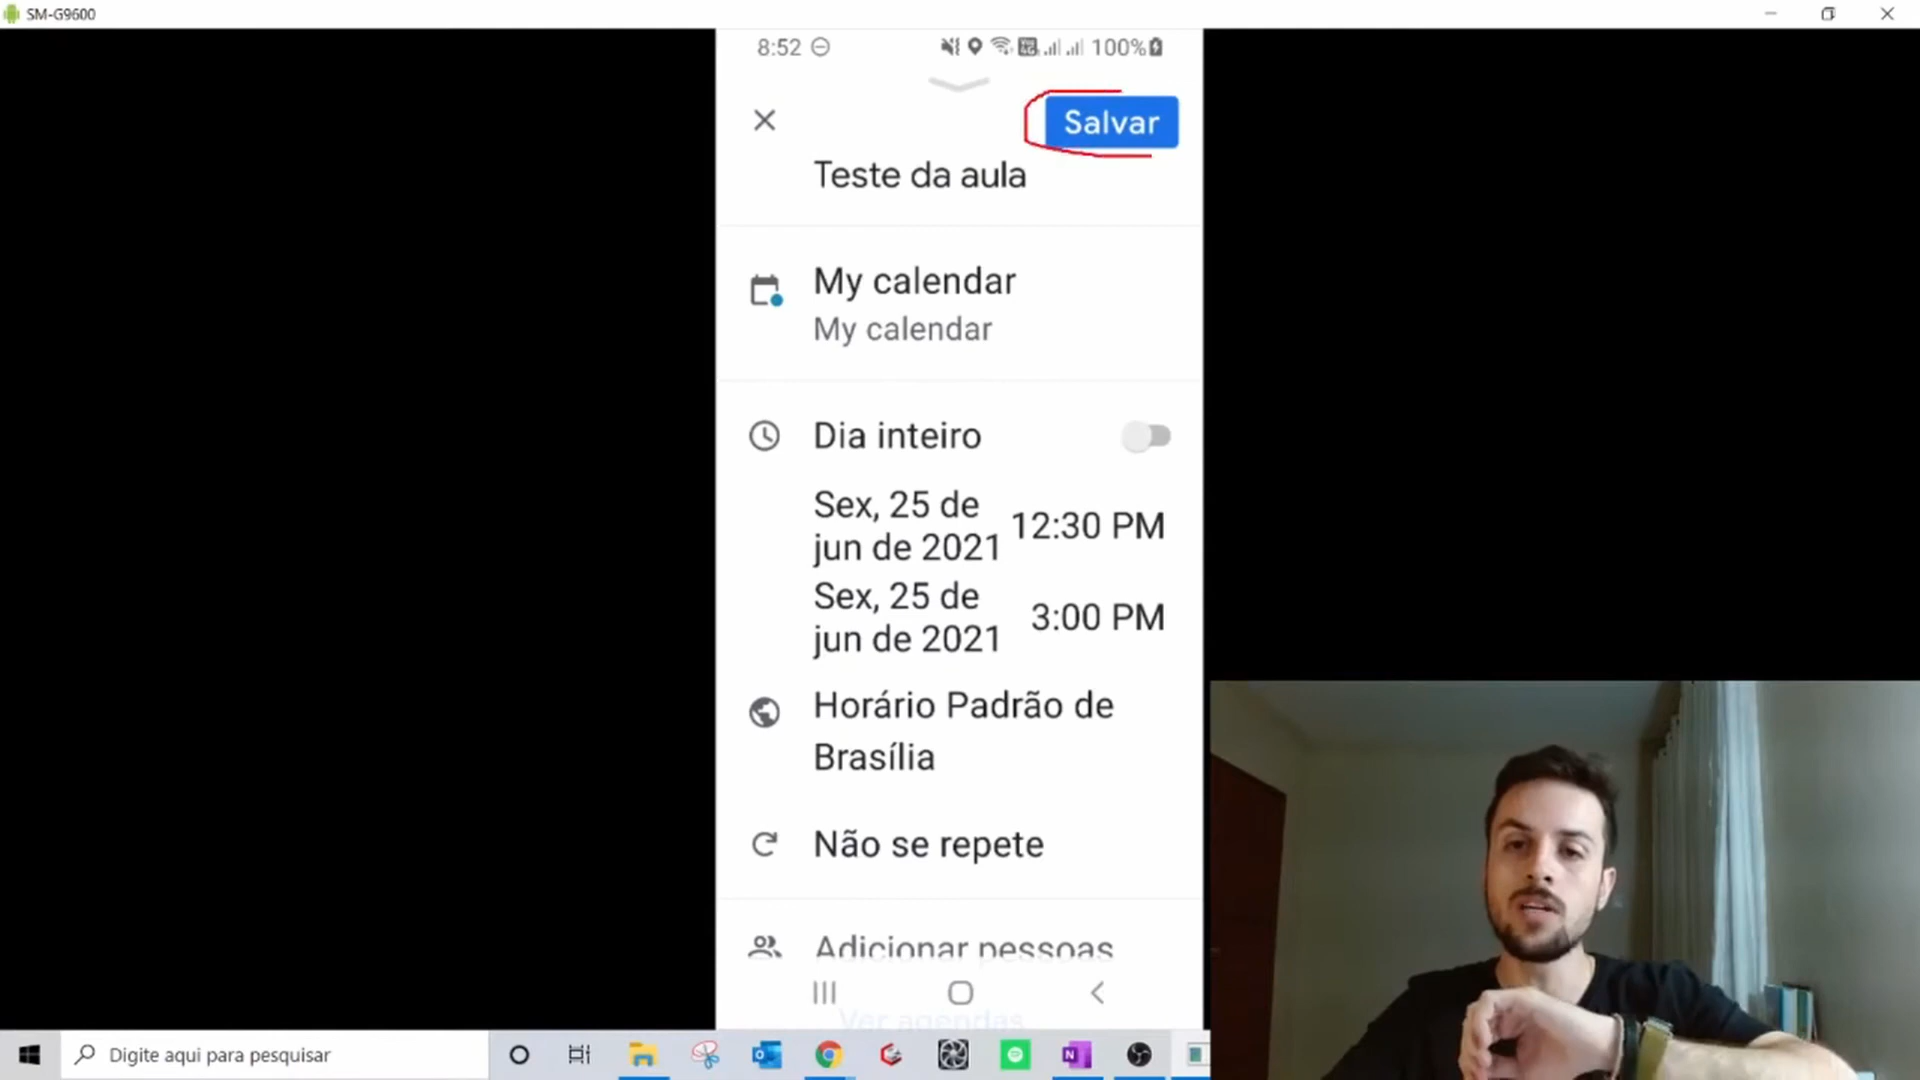 SM-G9600
8:52
100%
Salvar
Teste da aula
My calendar
My calendar
Dia inteiro
Sex, 25 de
jun de 2021
12:30 PM
Sex, 25 de
jun de 2021
3:00 PM
Horário Padrão de
Brasília
Não se repete
Adicionar pessoas
Ver agendas
Digite aqui para pesquisar